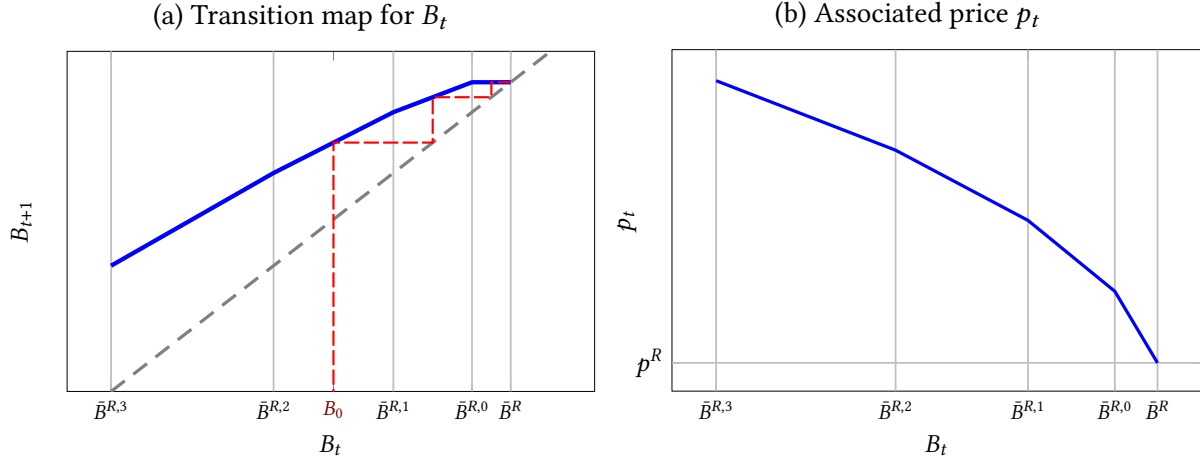 (a) Transition map for B_t
B_{t+1}
B̄^{R,3} B̄^{R,2} B_0 B̄^{R,1} B̄^{R,0} B̄^R
B_t
(b) Associated price p_t
p_t
p^R
B̄^{R,3} B̄^{R,2} B̄^{R,1} B̄^{R,0} B̄^R
B_t